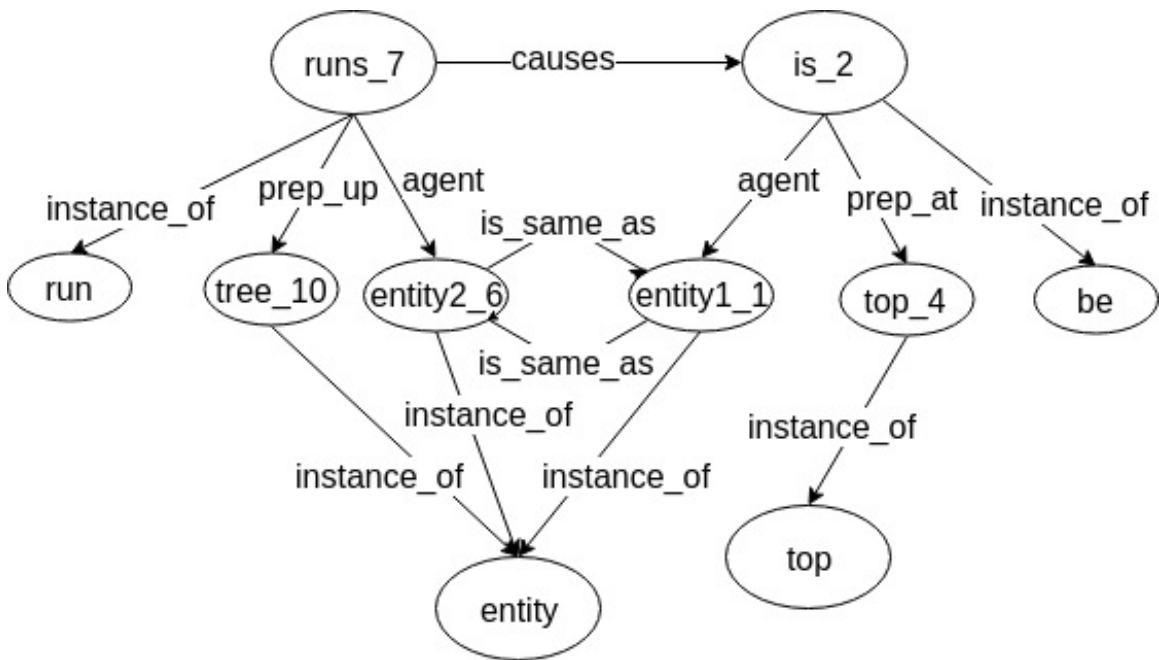 runs_7
causes
is_2
instance_of
prep_up
agent
agent
prep_at
instance_of
is_same_as
run
tree_10
entity2_6
entity1_1
top_4
be
is_same_as
instance_of
instance_of
instance_of
instance_of
top
entity